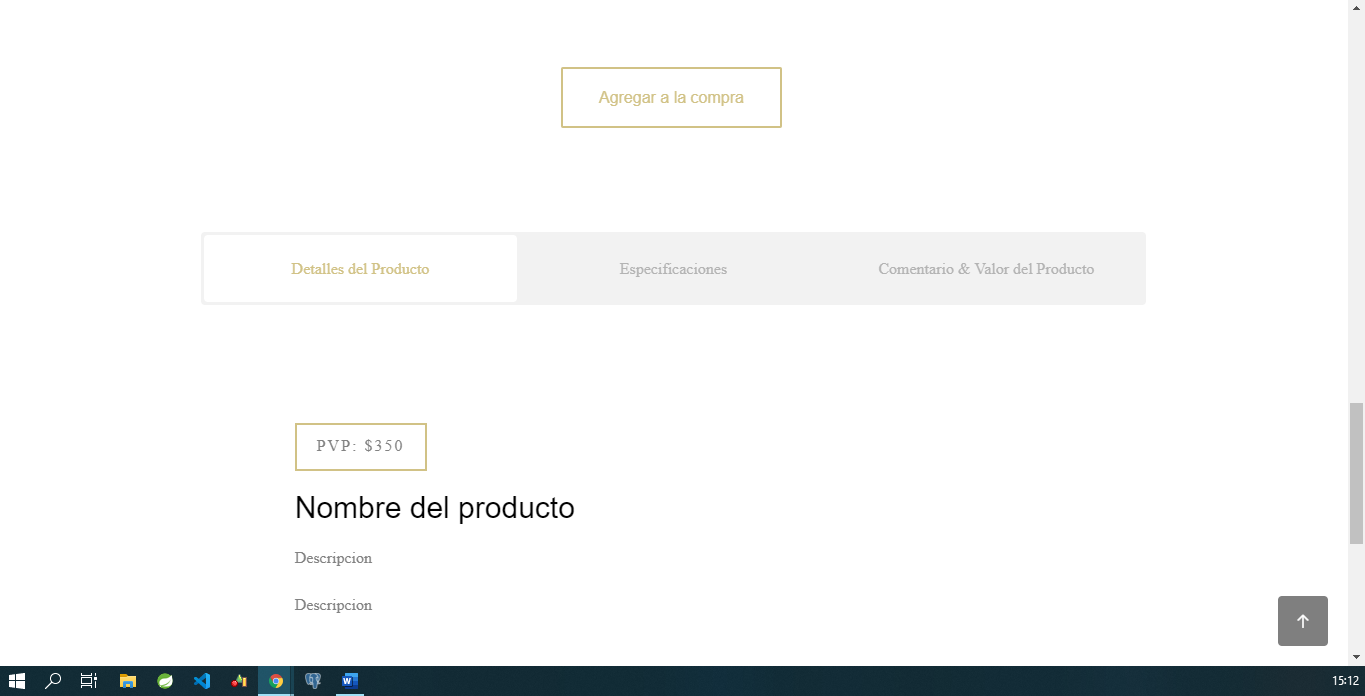 Agregar a la compra
Detalles del Producto Especificaciones Comentario & Valor del Producto
PVP: $350
Nombre del producto
Descripcion
Descripcion
15:12